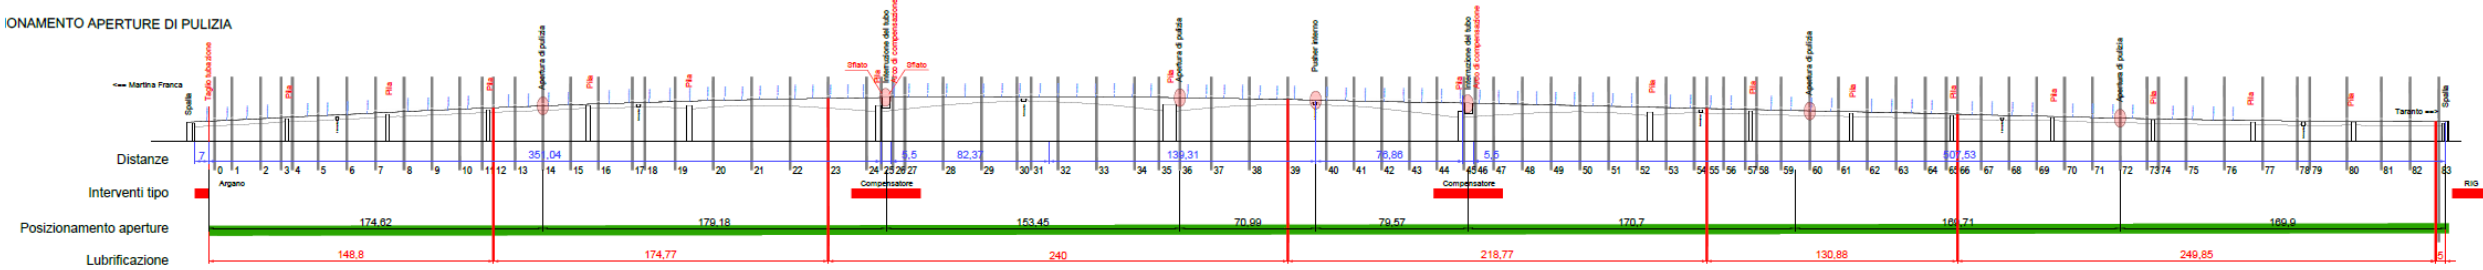 IONAMENTO APERTURE DI PULIZIA
<== Martina Franca
Spalla
Taglio tubazione
Pila
Pila
Pila
Apertura di pulizia
Pila
Pila
Sfiato
Pila
Interruzione del tubo
Arco di compensazione
Sfiato
Pila
Apertura di pulizia
Pusher interno
Pila
Interruzione del tubo
Arco di compensazione
Pila
Pila
Apertura di pulizia
Pila
Pila
Pila
Apertura di pulizia
Pila
Pila
Pila
Taranto ==>
Spalla
Distanze 7 351,04 5,5 82,37 139,31 76,86 5,5 507,53
0 1 2 3 4 5 6 7 8 9 10 11 12 13 14 15 16 17 18 19 20 21 22 23 24 25 26 27 28 29 30 31 32 33 34 35 36 37 38 39 40 41 42 43 44 45 46 47 48 49 50 51 52 53 54 55 56 57 58 59 60 61 62 63 64 65 66 67 68 69 70 71 72 73 74 75 76 77 78 79 80 81 82 83
Interventi tipo Argano Compensatore Compensatore RIG
Posizionamento aperture 174,62 179,18 153,45 70,99 79,57 170,7 169,71 169,9
Lubrificazione 148,8 174,77 240 218,77 130,88 249,85 5